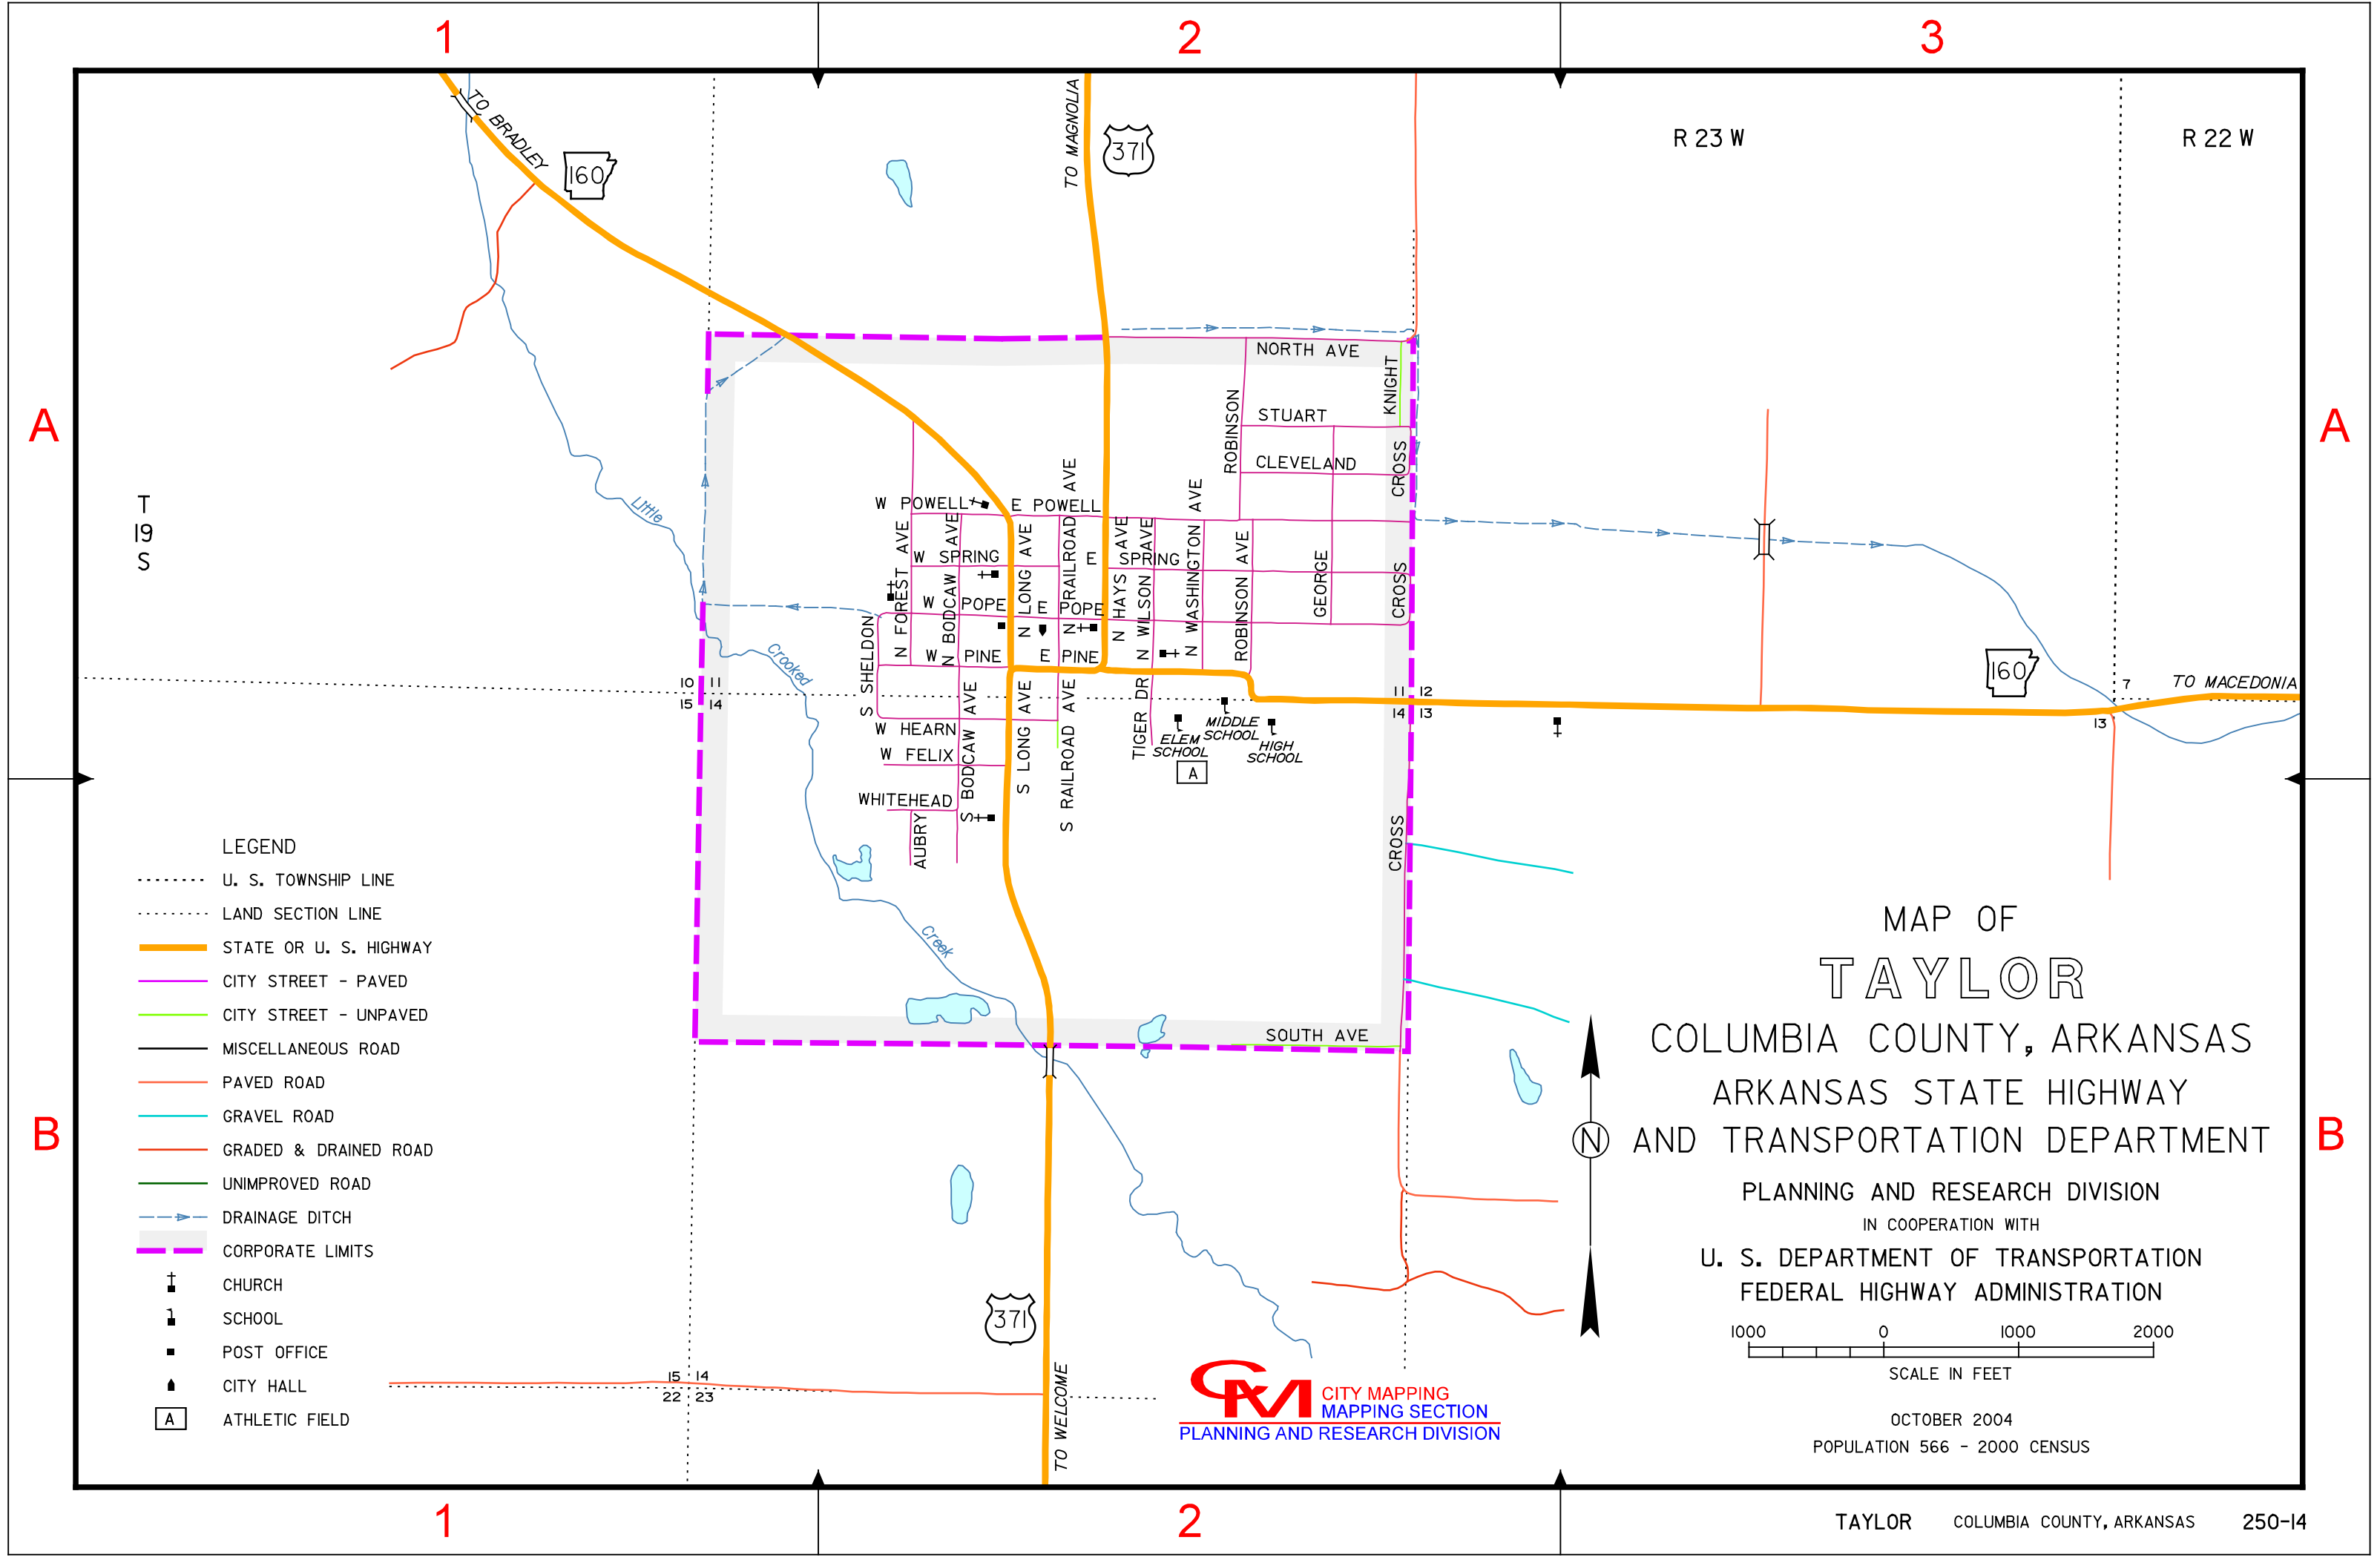 1
2
3
A
A
B
B
1
2
TO BRADLEY
160
TO MAGNOLIA
371
R 23 W
R 22 W
T
19
S
Little
Crooked
Creek
NORTH AVE
KNIGHT
ROBINSON
STUART
CLEVELAND
CROSS
W POWELL
E POWELL
N FOREST AVE
N BODCAW AVE
N LONG AVE
N RAILROAD AVE
N HAYS AVE
N WILSON AVE
N WASHINGTON AVE
ROBINSON AVE
GEORGE
CROSS
W SPRING
E SPRING
W POPE
E POPE
W PINE
E PINE
S SHELDON
S BODCAW AVE
S LONG AVE
S RAILROAD AVE
TIGER DR
W HEARN
W FELIX
WHITEHEAD
AUBRY
ELEM
SCHOOL
MIDDLE
SCHOOL
HIGH
SCHOOL
A
CROSS
SOUTH AVE
10 11
15 14
11 12
14 13
7
13
160
TO MACEDONIA
15 14
22 23
371
TO WELCOME
LEGEND
U. S. TOWNSHIP LINE
LAND SECTION LINE
STATE OR U. S. HIGHWAY
CITY STREET - PAVED
CITY STREET - UNPAVED
MISCELLANEOUS ROAD
PAVED ROAD
GRAVEL ROAD
GRADED & DRAINED ROAD
UNIMPROVED ROAD
DRAINAGE DITCH
CORPORATE LIMITS
CHURCH
SCHOOL
POST OFFICE
CITY HALL
A ATHLETIC FIELD
MAP OF
TAYLOR
COLUMBIA COUNTY, ARKANSAS
ARKANSAS STATE HIGHWAY
AND TRANSPORTATION DEPARTMENT
PLANNING AND RESEARCH DIVISION
IN COOPERATION WITH
U. S. DEPARTMENT OF TRANSPORTATION
FEDERAL HIGHWAY ADMINISTRATION
N
1000 0 1000 2000
SCALE IN FEET
OCTOBER 2004
POPULATION 566 - 2000 CENSUS
CM
CITY MAPPING
MAPPING SECTION
PLANNING AND RESEARCH DIVISION
TAYLOR COLUMBIA COUNTY, ARKANSAS 250-14